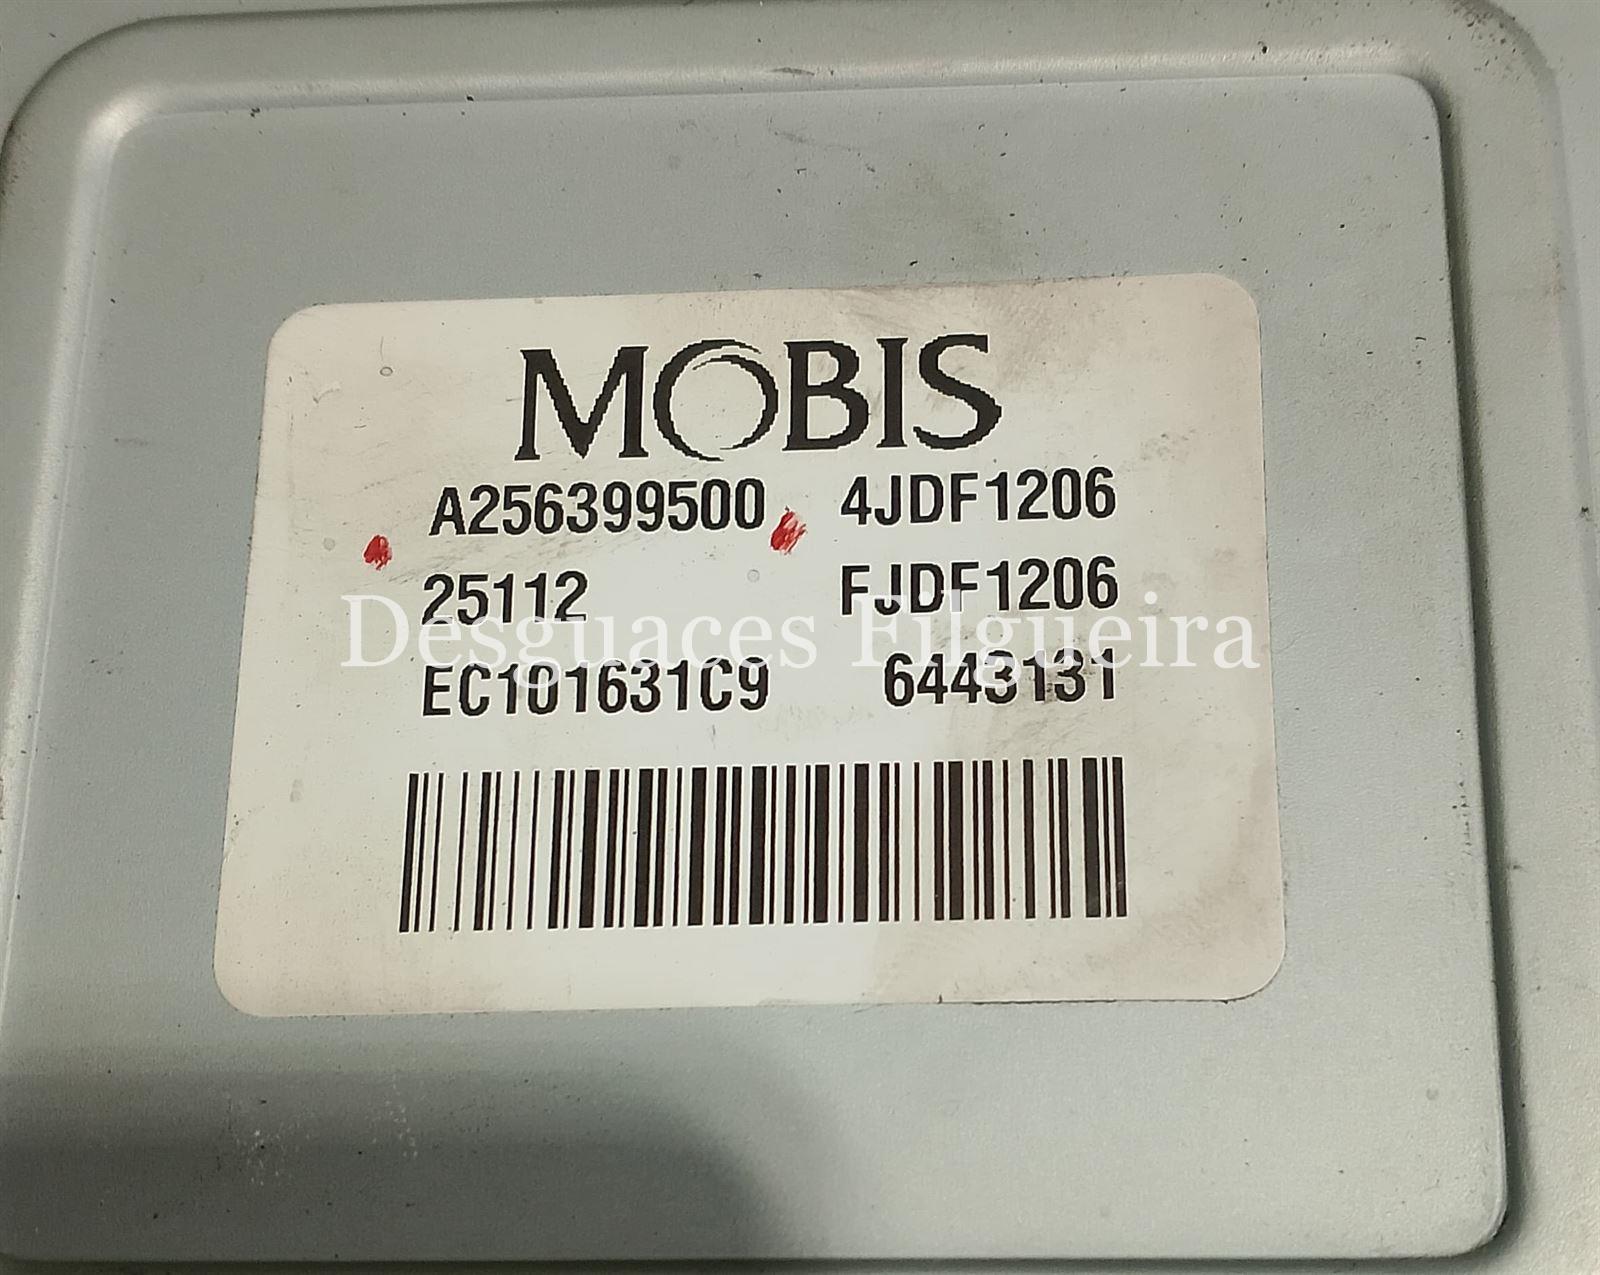 MOBIS
A256399500 4JDF1206
25112 FJDF1206
Desguaces Filgueira
EC101631C9 6443131